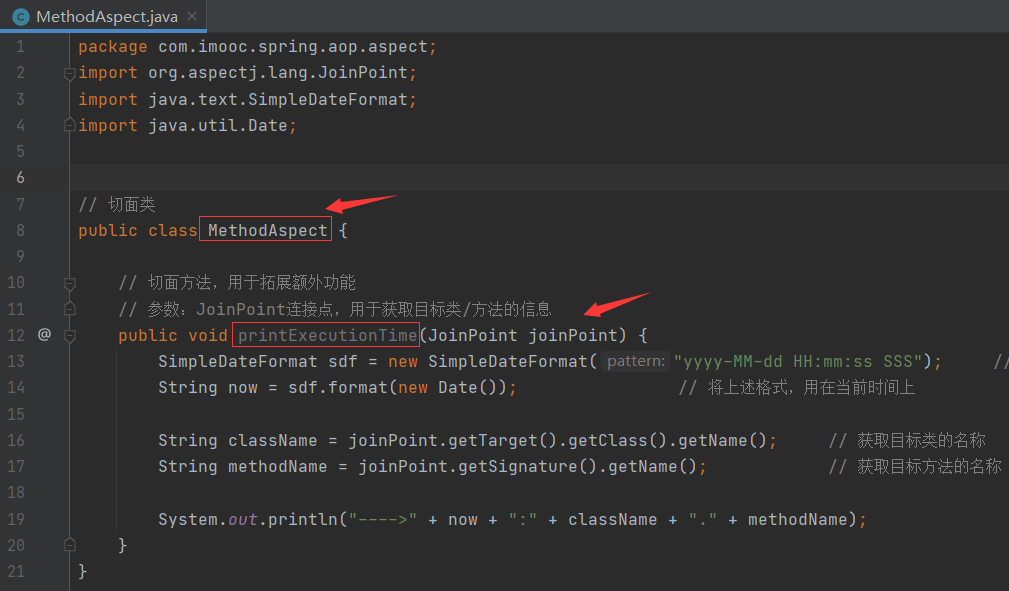 MethodAspect.java
1 package com.imooc.spring.aop.aspect;
2 import org.aspectj.lang.JoinPoint;
3 import java.text.SimpleDateFormat;
4 import java.util.Date;
5
6
7 // 切面类
8 public class MethodAspect {
9
10 // 切面方法，用于拓展额外功能
11 // 参数：JoinPoint连接点，用于获取目标类/方法的信息
12 @ public void printExecutionTime(JoinPoint joinPoint) {
13 SimpleDateFormat sdf = new SimpleDateFormat( pattern: "yyyy-MM-dd HH:mm:ss SSS"); //
14 String now = sdf.format(new Date()); // 将上述格式，用在当前时间上
15
16 String className = joinPoint.getTarget().getClass().getName(); // 获取目标类的名称
17 String methodName = joinPoint.getSignature().getName(); // 获取目标方法的名称
18
19 System.out.println("---->" + now + ":" + className + "." + methodName);
20 }
21 }